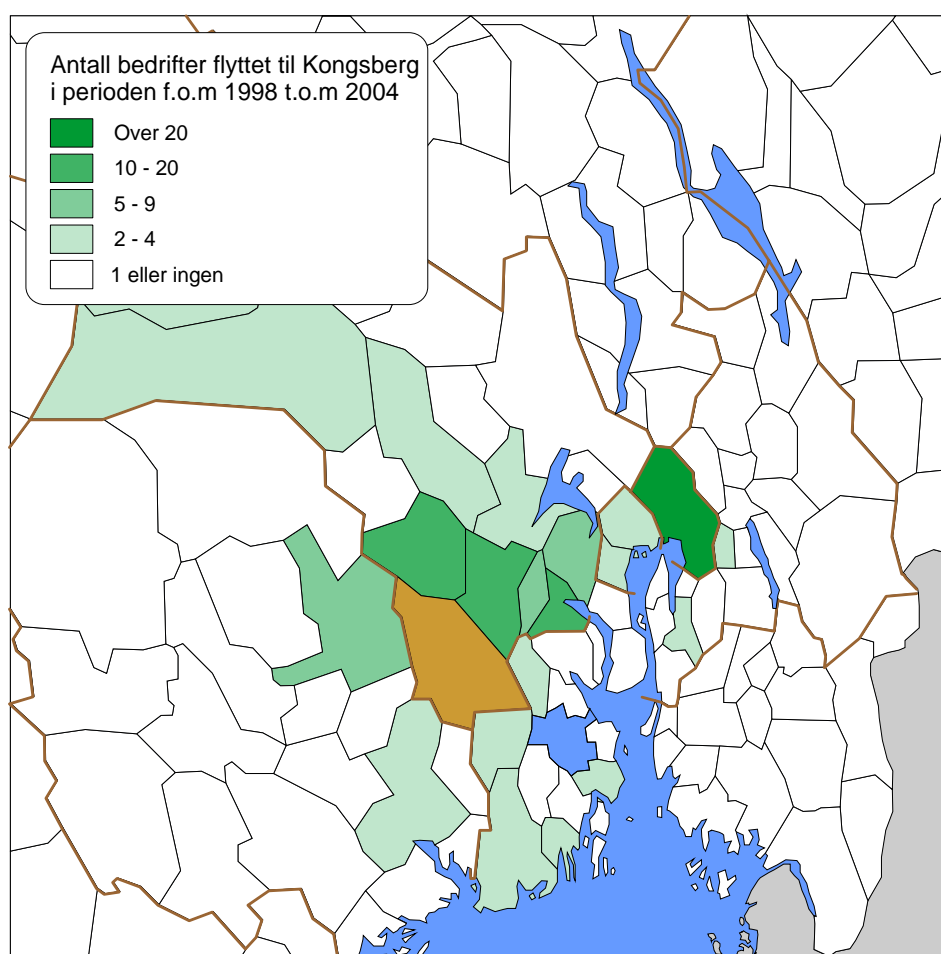 Antall bedrifter flyttet til Kongsberg
i perioden f.o.m 1998 t.o.m 2004
Over 20
10 - 20
5 - 9
2 - 4
1 eller ingen